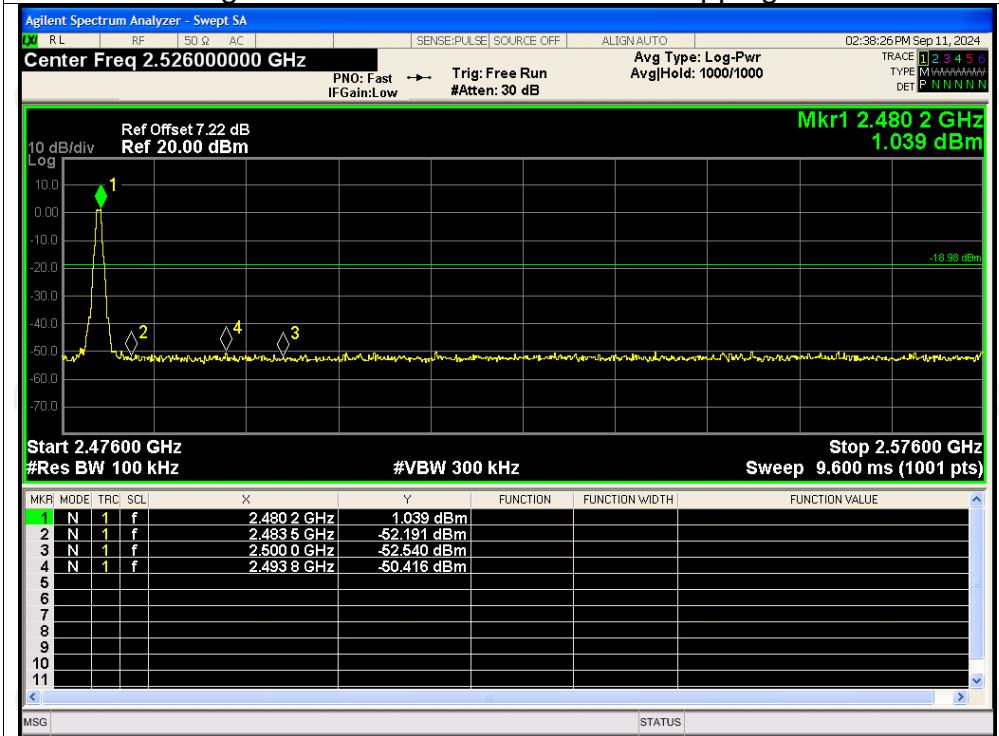 Agilent Spectrum Analyzer - Swept SA
LXI RL RF 50 Ω AC SENSE:PULSE SOURCE OFF ALIGN AUTO 02:38:26 PM Sep 11, 2024
Center Freq 2.526000000 GHz
PNO: Fast
IFGain:Low
Trig: Free Run
#Atten: 30 dB
Avg Type: Log-Pwr
Avg|Hold: 1000/1000
TRACE 1 2 3 4 5 6
TYPE M WWWWW
DET P N N N N N
Mkr1 2.480 2 GHz
1.039 dBm
Ref Offset 7.22 dB
10 dB/div Ref 20.00 dBm
Log
10.0
0.00
-10.0
-20.0
-30.0
-40.0
-50.0
-60.0
-70.0
1
-18.98 dBm
2 4 3
Start 2.47600 GHz Stop 2.57600 GHz
#Res BW 100 kHz #VBW 300 kHz Sweep 9.600 ms (1001 pts)
MKR MODE TRC SCL X Y FUNCTION FUNCTION WIDTH FUNCTION VALUE
1 N 1 f 2.480 2 GHz 1.039 dBm
2 N 1 f 2.483 5 GHz -52.191 dBm
3 N 1 f 2.500 0 GHz -52.540 dBm
4 N 1 f 2.493 8 GHz -50.416 dBm
5
6
7
8
9
10
11
MSG STATUS